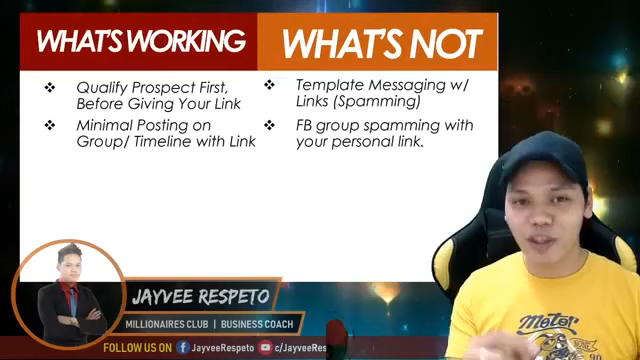 WHAT'S WORKING
WHAT'S NOT
❖ Qualify Prospect First,
Before Giving Your Link
❖ Minimal Posting on
Group/ Timeline with Link
❖ Template Messaging w/
Links (Spamming)
❖ FB group spamming with
your personal link.
JAYVEE RESPETO
MILLIONAIRES CLUB | BUSINESS COACH
FOLLOW US ON JayveeRespeto c/JayveeRes
Motor